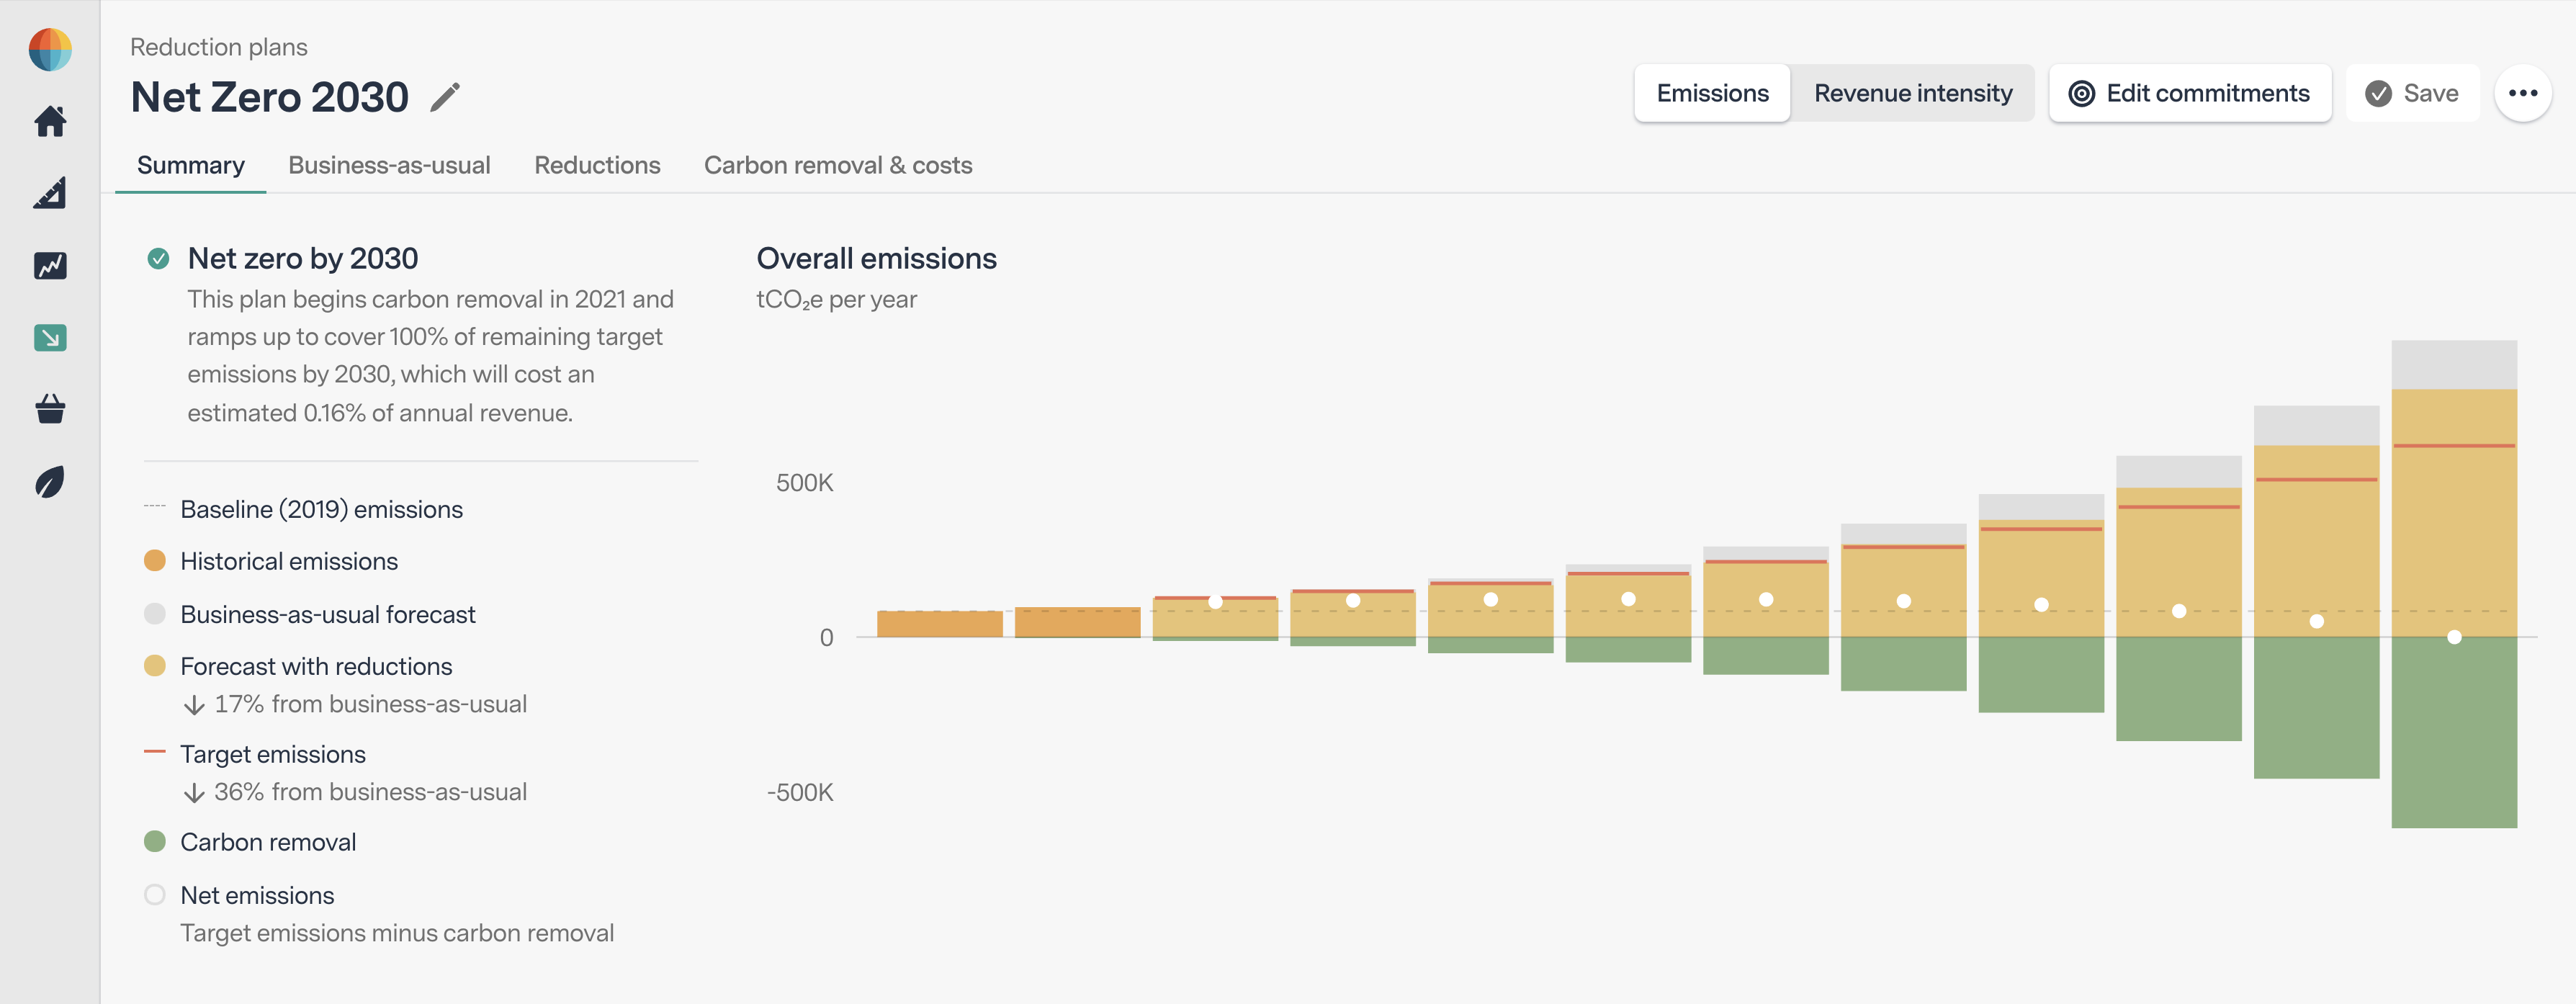 Reduction plans
Net Zero 2030
Emissions
Revenue intensity
Edit commitments
Save
Summary
Business-as-usual
Reductions
Carbon removal & costs
Net zero by 2030
This plan begins carbon removal in 2021 and
ramps up to cover 100% of remaining target
emissions by 2030, which will cost an
estimated 0.16% of annual revenue.
Baseline (2019) emissions
Historical emissions
Business-as-usual forecast
Forecast with reductions
↓ 17% from business-as-usual
Target emissions
↓ 36% from business-as-usual
Carbon removal
Net emissions
Target emissions minus carbon removal
Overall emissions
tCO₂e per year
500K
0
-500K